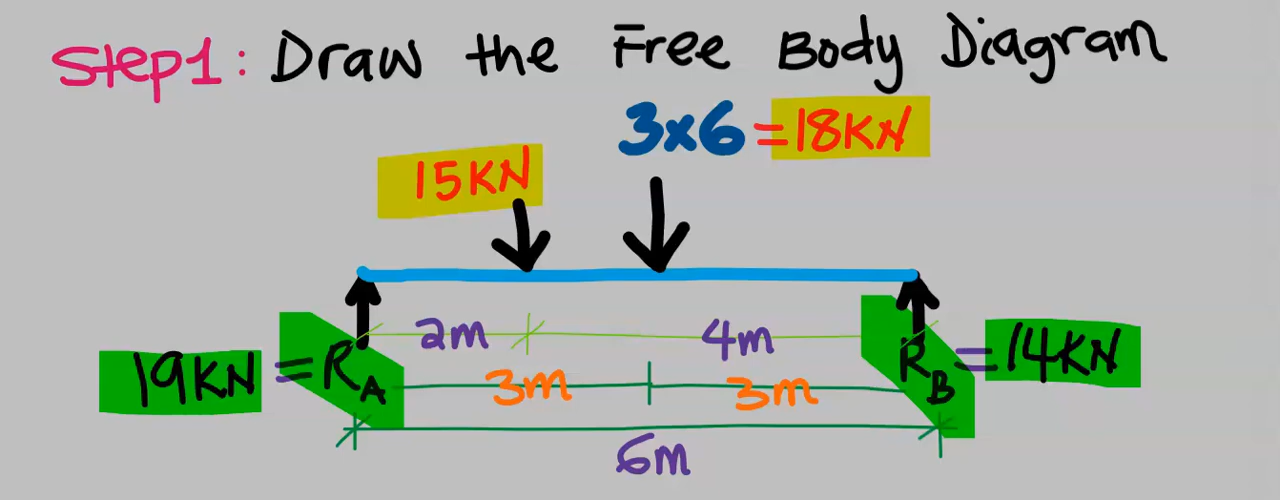 Step1: Draw the Free Body Diagram
3x6=18KN
15KN
2m 4m
19KN = RA RB = 14KN
3m 3m
6m